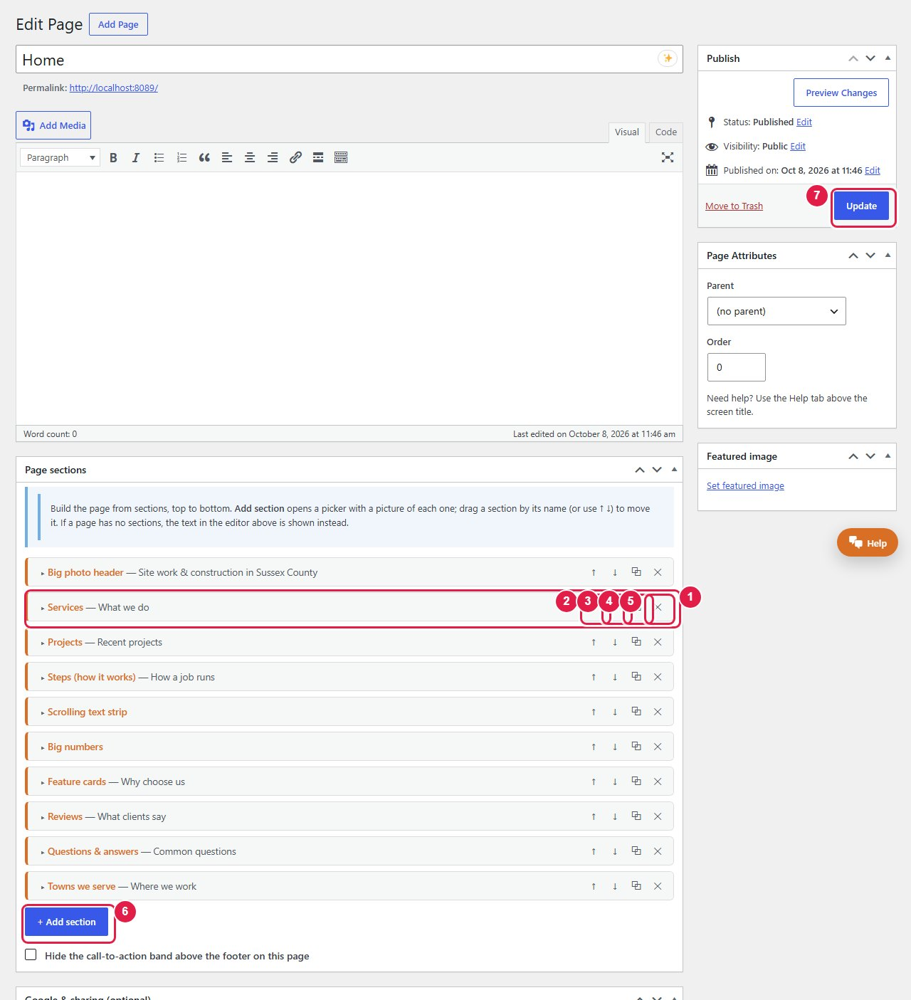 Edit Page
Add Page
Home
Permalink: http://localhost:8089/
Add Media
Visual
Code
Paragraph
Word count: 0
Last edited on October 8, 2026 at 11:46 am
Page sections
Build the page from sections, top to bottom. Add section opens a picker with a picture of each one; drag a section by its name (or use ↑ ↓) to move
it. If a page has no sections, the text in the editor above is shown instead.
Big photo header — Site work & construction in Sussex County
Services — What we do
2
3
4
5
1
Projects — Recent projects
Steps (how it works) — How a job runs
Scrolling text strip
Big numbers
Feature cards — Why choose us
Reviews — What clients say
Questions & answers — Common questions
Towns we serve — Where we work
+ Add section
6
Hide the call-to-action band above the footer on this page
Google & sharing (optional)
Publish
Preview Changes
Status: Published Edit
Visibility: Public Edit
Published on: Oct 8, 2026 at 11:46 Edit
Move to Trash
7
Update
Page Attributes
Parent
(no parent)
Order
0
Need help? Use the Help tab above the
screen title.
Featured image
Set featured image
Help